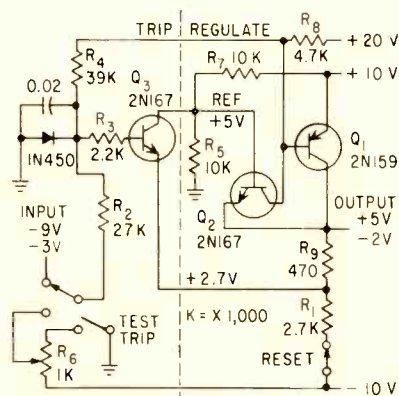 TRIP REGULATE
R8
4.7K
+ 20 V
R4
39K
R7 10 K
+ 10 V
0.02
Q3
2N167
REF
+5V
R3
2.2K
R5
10K
Q1
2N159
1N450
R2
27K
Q2
2N167
OUTPUT
+5V
-2V
INPUT
-9V
-3V
R9
470
+2.7V
K = X 1,000
R1
2.7K
TEST
TRIP
RESET
R6
1K
-10V